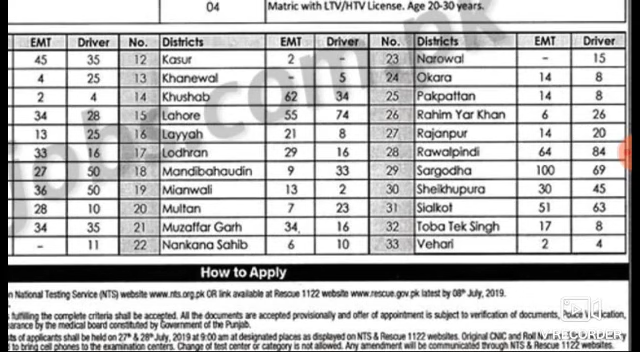 04 Matric with LTV/HTV License. Age 20-30 years.
EMT Driver No. Districts EMT Driver No. Districts EMT Driver
45 35 12 Kasur 2 - 23 Narowal - 15
4 25 13 Khanewal - 5 24 Okara 14 8
2 4 14 Khushab 62 34 25 Pakpattan 14 8
34 28 15 Lahore 55 74 26 Rahim Yar Khan 6 26
13 25 16 Layyah 21 8 27 Rajanpur 14 20
33 16 17 Lodhran 29 16 28 Rawalpindi 64 84
27 50 18 Mandibahaudin 9 33 29 Sargodha 100 69
36 50 19 Mianwali 13 2 30 Sheikhupura 30 45
28 10 20 Multan 7 23 31 Sialkot 51 63
34 35 21 Muzaffar Garh 34 16 32 Toba Tek Singh 17 8
- 11 22 Nankana Sahib 6 10 33 Vehari 2 4
How to Apply
National Testing Service (NTS) website www.nts.org.pk OR link available at Rescue 1122 website www.rescue.gov.pk latest by 08th July, 2019.
fulfilling the complete criteria shall be accepted. All the documents are accepted provisionally and offer of appointment is subject to verification of documents, Police
by the medical board constituted by Government of the Punjab.
of applicants shall be held on 27th & 28th July, 2019 at 9:00 am at designated places as displayed on NTS & Rescue 1122 websites. Original CNIC and Roll
to bring cell phones to the examination centers. Change of test center or category is not allowed. Any amendment will be communicated through NTS & Rescue 1122 websites.
RECORDER